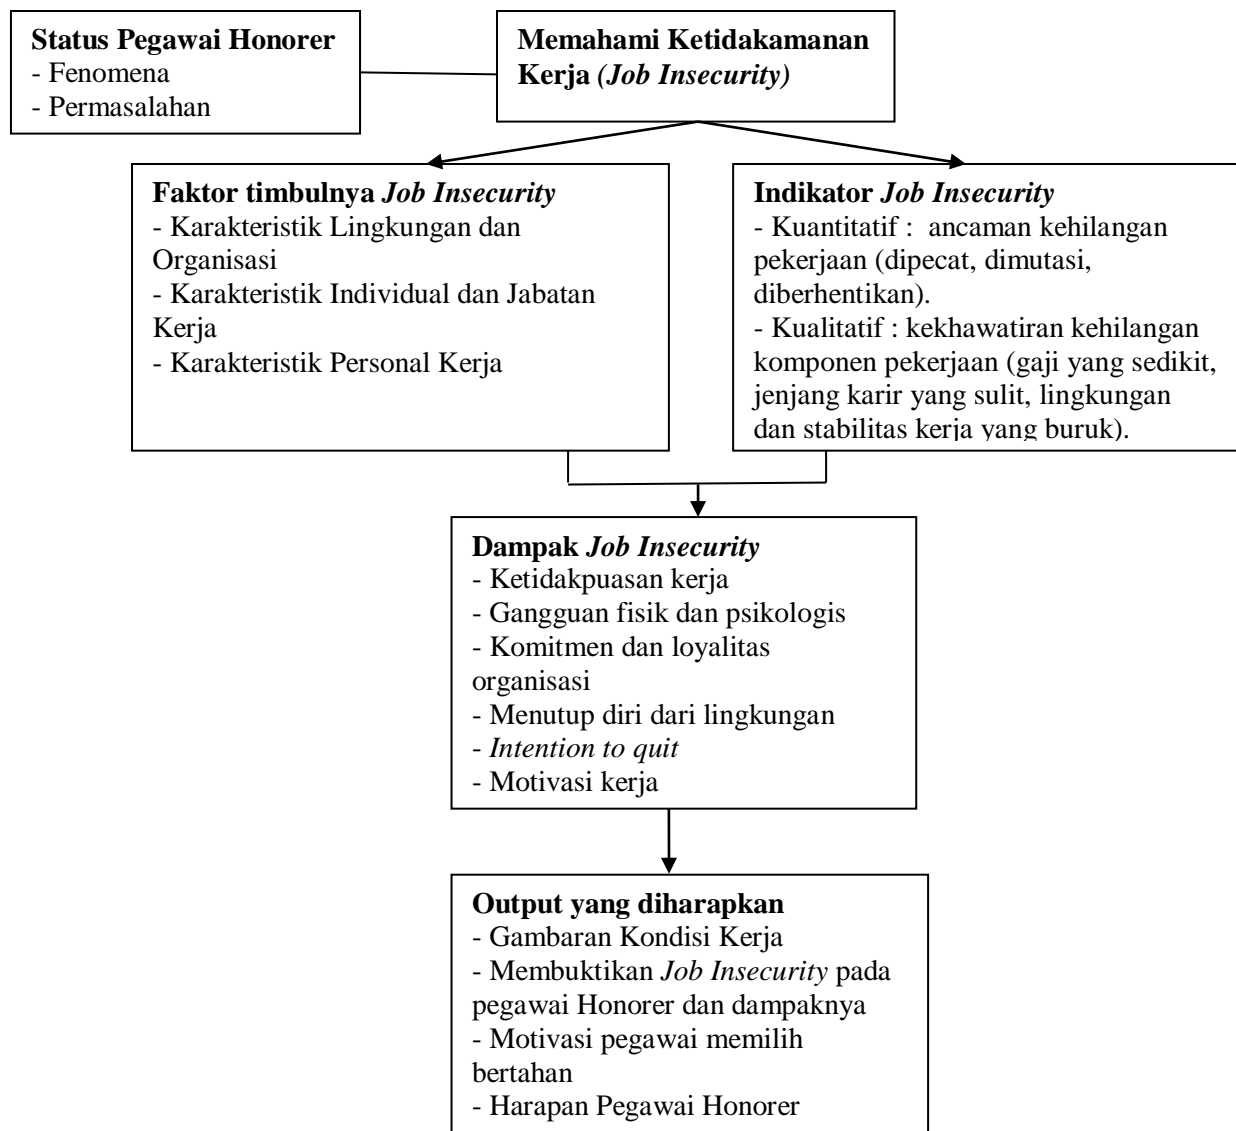 Status Pegawai Honorer
- Fenomena
- Permasalahan
Memahami Ketidakamanan
Kerja (Job Insecurity)
Faktor timbulnya Job Insecurity
- Karakteristik Lingkungan dan
Organisasi
- Karakteristik Individual dan Jabatan
Kerja
- Karakteristik Personal Kerja
Indikator Job Insecurity
- Kuantitatif :  ancaman kehilangan
pekerjaan (dipecat, dimutasi,
diberhentikan).
- Kualitatif : kekhawatiran kehilangan
komponen pekerjaan (gaji yang sedikit,
jenjang karir yang sulit, lingkungan
dan stabilitas kerja yang buruk).
Dampak Job Insecurity
- Ketidakpuasan kerja
- Gangguan fisik dan psikologis
- Komitmen dan loyalitas
organisasi
- Menutup diri dari lingkungan
- Intention to quit
- Motivasi kerja
Output yang diharapkan
- Gambaran Kondisi Kerja
- Membuktikan Job Insecurity pada
pegawai Honorer dan dampaknya
- Motivasi pegawai memilih
bertahan
- Harapan Pegawai Honorer